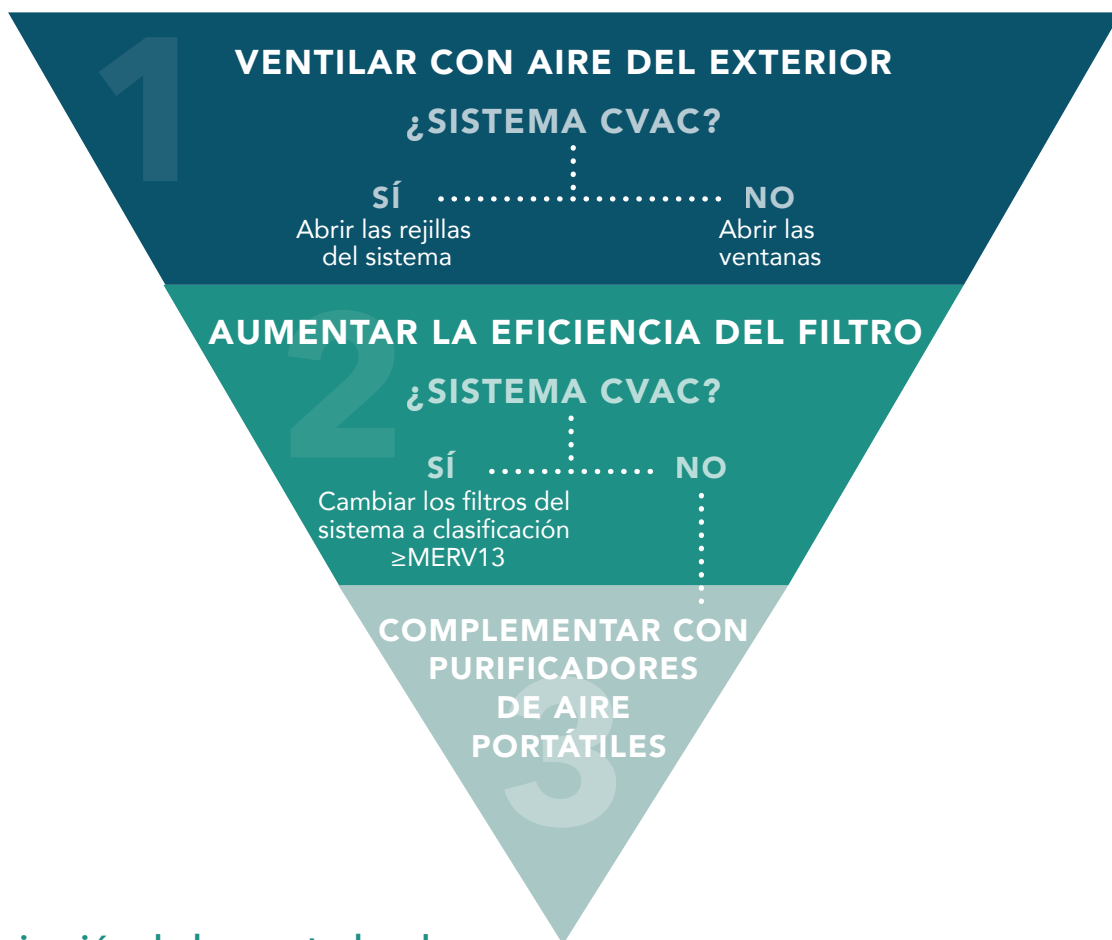 1
VENTILAR CON AIRE DEL EXTERIOR
¿SISTEMA CVAC?
SÍ
Abrir las rejillas
del sistema
NO
Abrir las
ventanas
2
AUMENTAR LA EFICIENCIA DEL FILTRO
¿SISTEMA CVAC?
SÍ
Cambiar los filtros del
sistema a clasificación
≥MERV13
NO
3
COMPLEMENTAR CON
PURIFICADORES
DE AIRE
PORTÁTILES